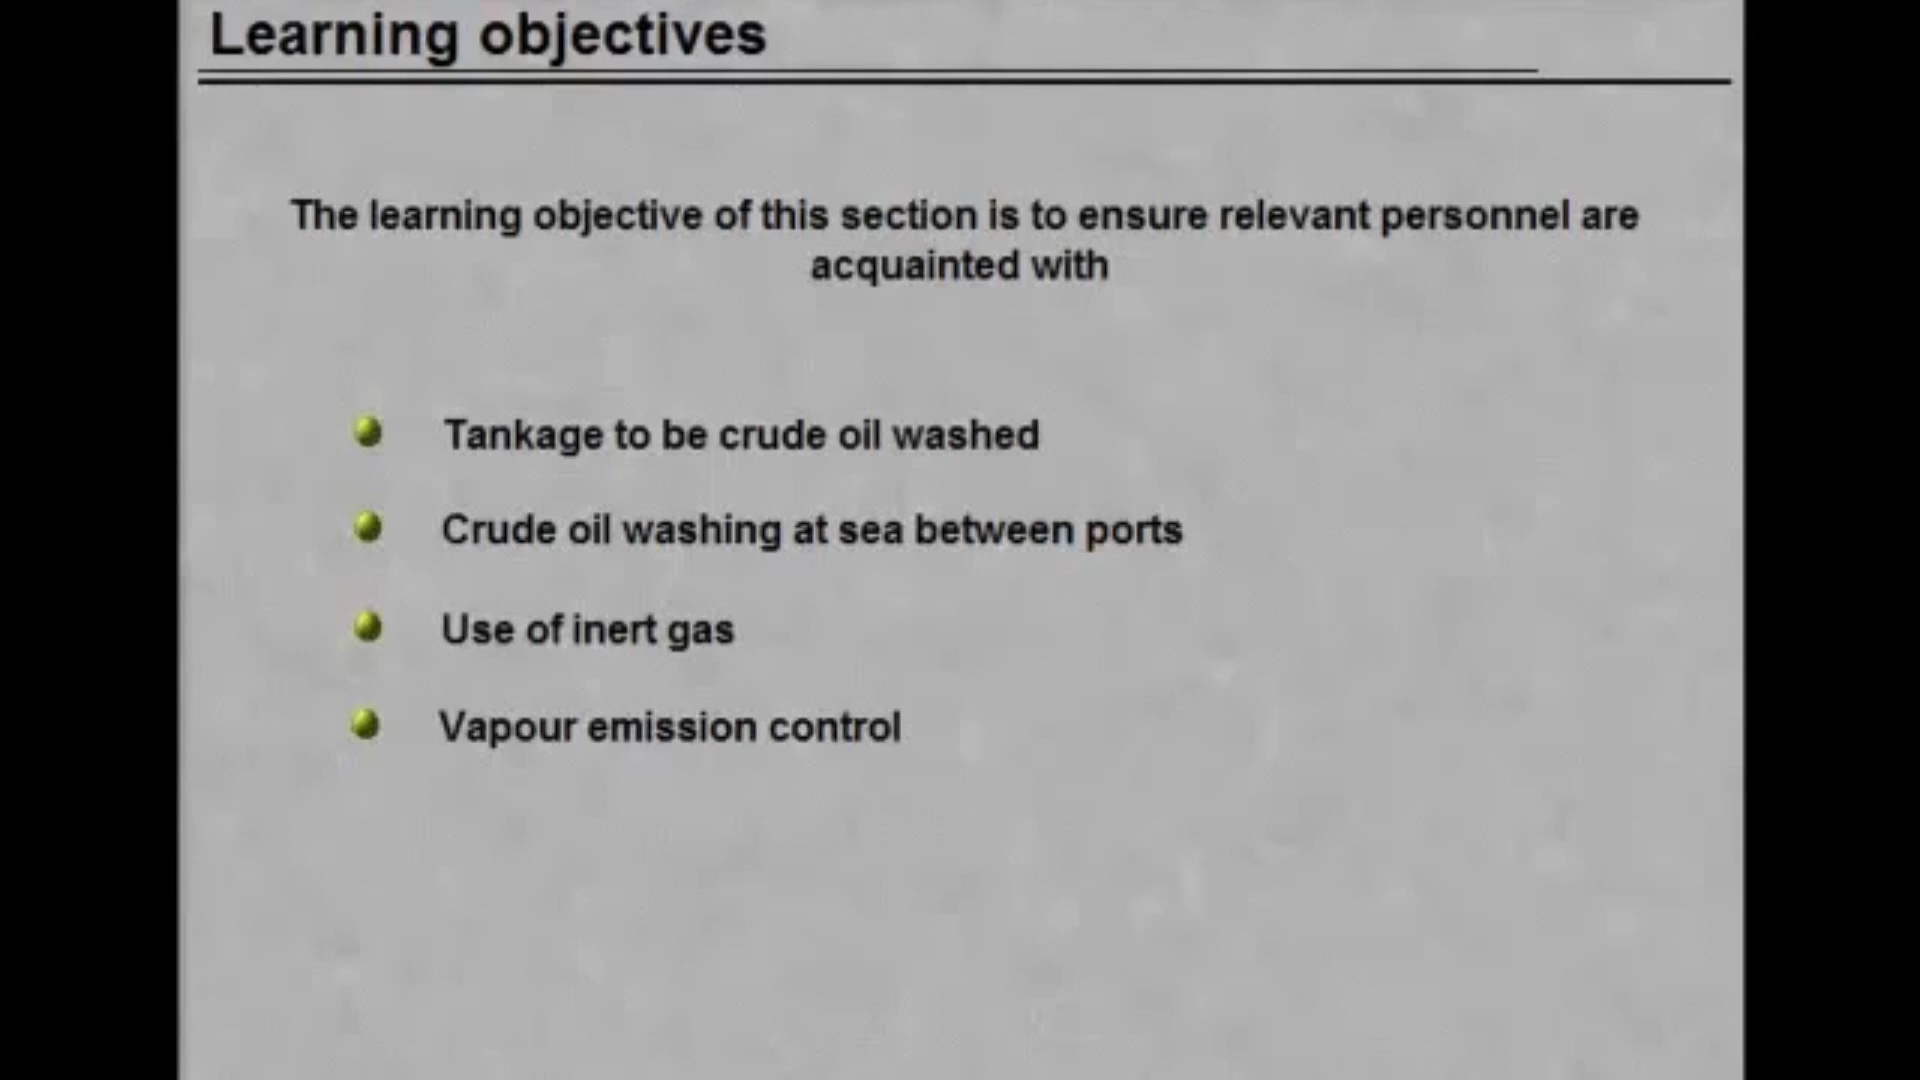 Learning objectives
The learning objective of this section is to ensure relevant personnel are
acquainted with
Tankage to be crude oil washed
Crude oil washing at sea between ports
Use of inert gas
Vapour emission control